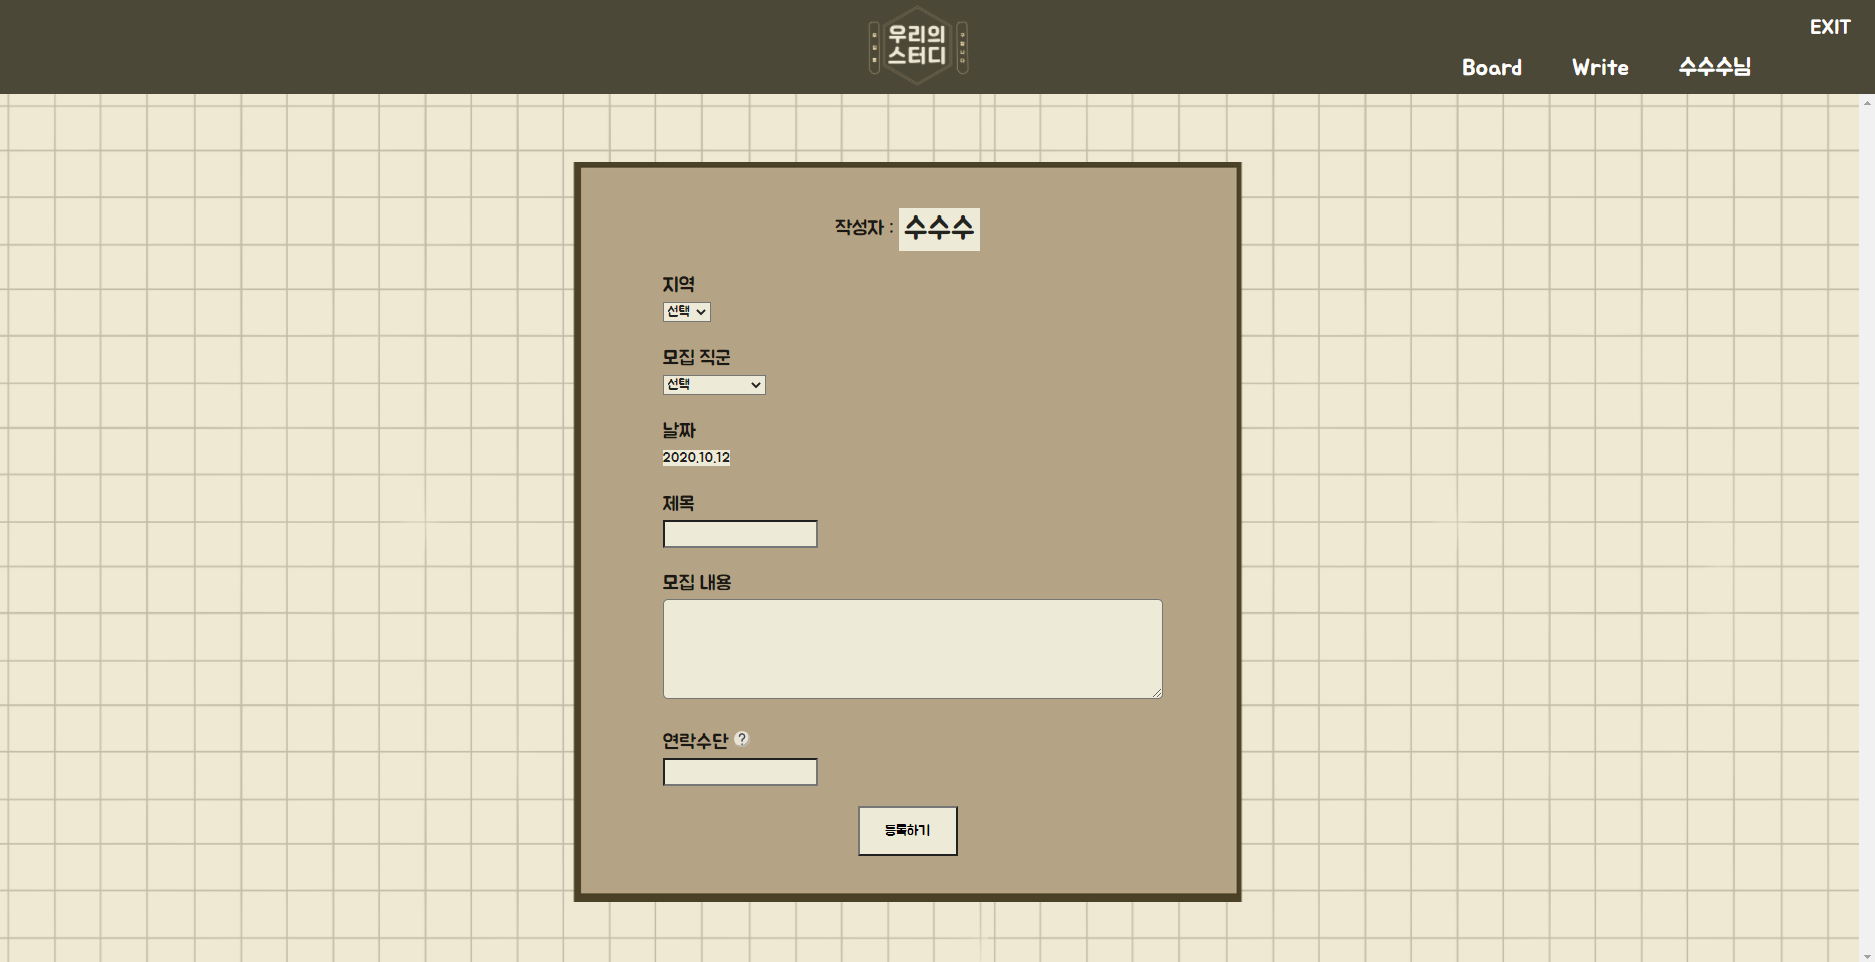 우리의
스터디
EXIT
Board Write 수수수님
작성자 : 수수수
지역
선택
모집 직군
선택
날짜
2020.10.12
제목
모집 내용
연락수단 ?
등록하기